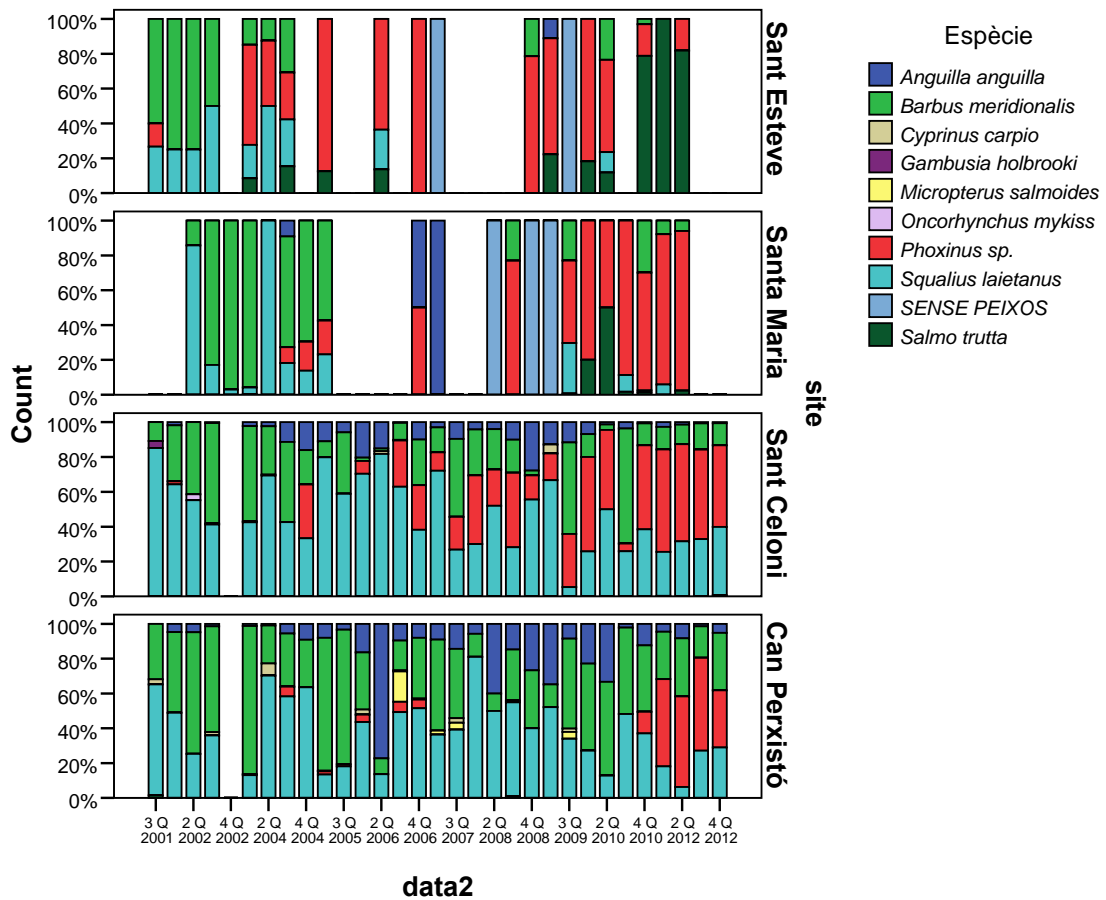 Count
100%
80%
60%
40%
20%
0%
Sant Esteve
100%
80%
60%
40%
20%
0%
Santa Maria
100%
80%
60%
40%
20%
0%
Sant Celoni
100%
80%
60%
40%
20%
0%
Can Perxistó
site
3 Q 2 Q 4 Q 2 Q 4 Q 3 Q 2 Q 4 Q 3 Q 2 Q 4 Q 3 Q 2 Q 4 Q 2 Q 4 Q
2001 2002 2002 2004 2004 2005 2006 2006 2007 2008 2008 2009 2010 2010 2012 2012
data2
Espècie
Anguilla anguilla
Barbus meridionalis
Cyprinus carpio
Gambusia holbrooki
Micropterus salmoides
Oncorhynchus mykiss
Phoxinus sp.
Squalius laietanus
SENSE PEIXOS
Salmo trutta